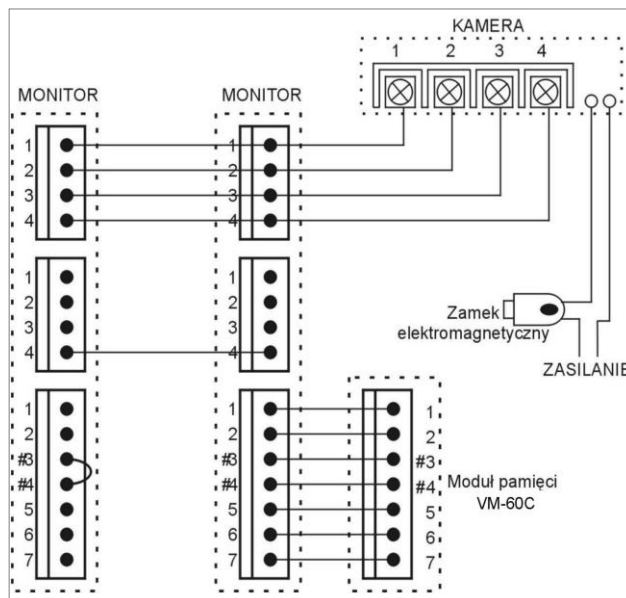 KAMERA
1 2 3 4
MONITOR MONITOR
1 1
2 2
3 3
4 4
1 1
2 2
3 3
4 4
Zamek
elektromagnetyczny
ZASILANIE
1 1 1
2 2 2
#3 #3 #3
#4 #4 #4
5 5 5
6 6 6
7 7 7
Moduł pamięci
VM-60C